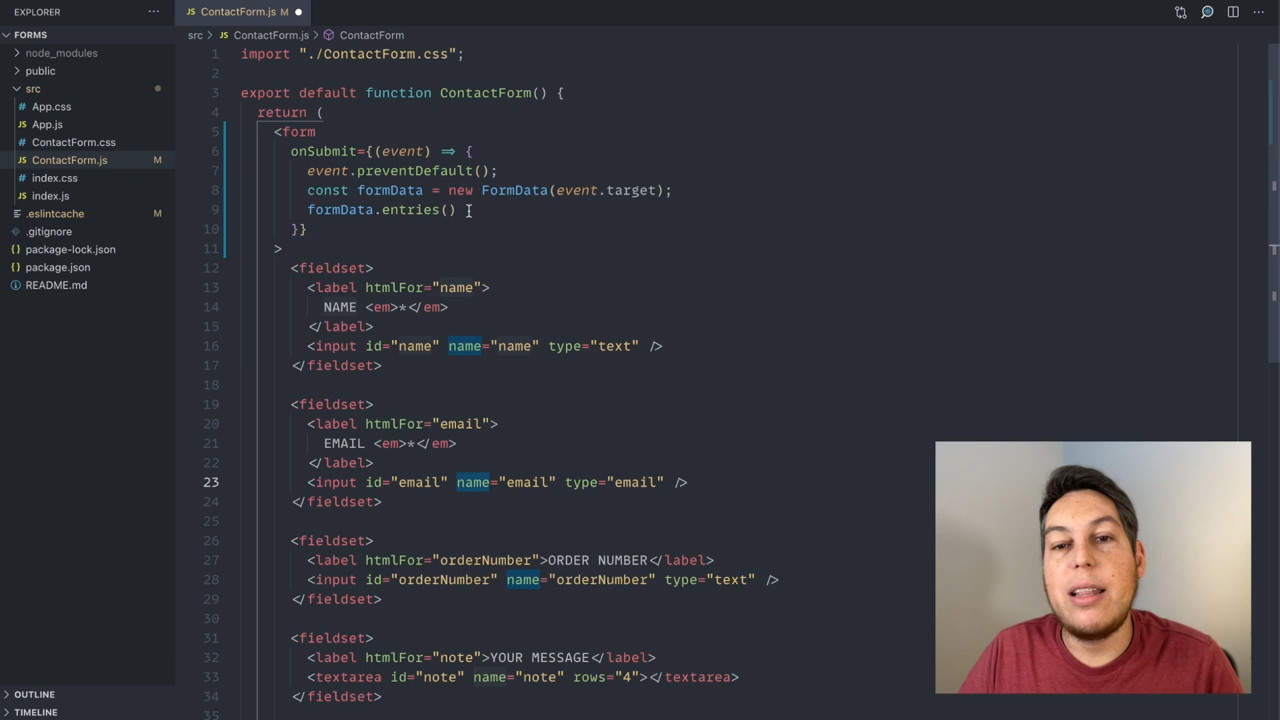 EXPLORER
FORMS
node_modules
public
src
App.css
App.js
ContactForm.css
ContactForm.js M
index.css
index.js
.eslintcache
.gitignore
package-lock.json
package.json
README.md
OUTLINE
TIMELINE
JS ContactForm.js M
src > JS ContactForm.js > ContactForm
1 import "./ContactForm.css";
2
3 export default function ContactForm() {
4 return (
5 <form
6 onSubmit={(event) => {
7 event.preventDefault();
8 const formData = new FormData(event.target);
9 formData.entries()
10 }}
11 >
12 <fieldset>
13 <label htmlFor="name">
14 NAME <em>*</em>
15 </label>
16 <input id="name" name="name" type="text" />
17 </fieldset>
18
19 <fieldset>
20 <label htmlFor="email">
21 EMAIL <em>*</em>
22 </label>
23 <input id="email" name="email" type="email" />
24 </fieldset>
25
26 <fieldset>
27 <label htmlFor="orderNumber">ORDER NUMBER</label>
28 <input id="orderNumber" name="orderNumber" type="text" />
29 </fieldset>
30
31 <fieldset>
32 <label htmlFor="note">YOUR MESSAGE</label>
33 <textarea id="note" name="note" rows="4"></textarea>
34 </fieldset>
35